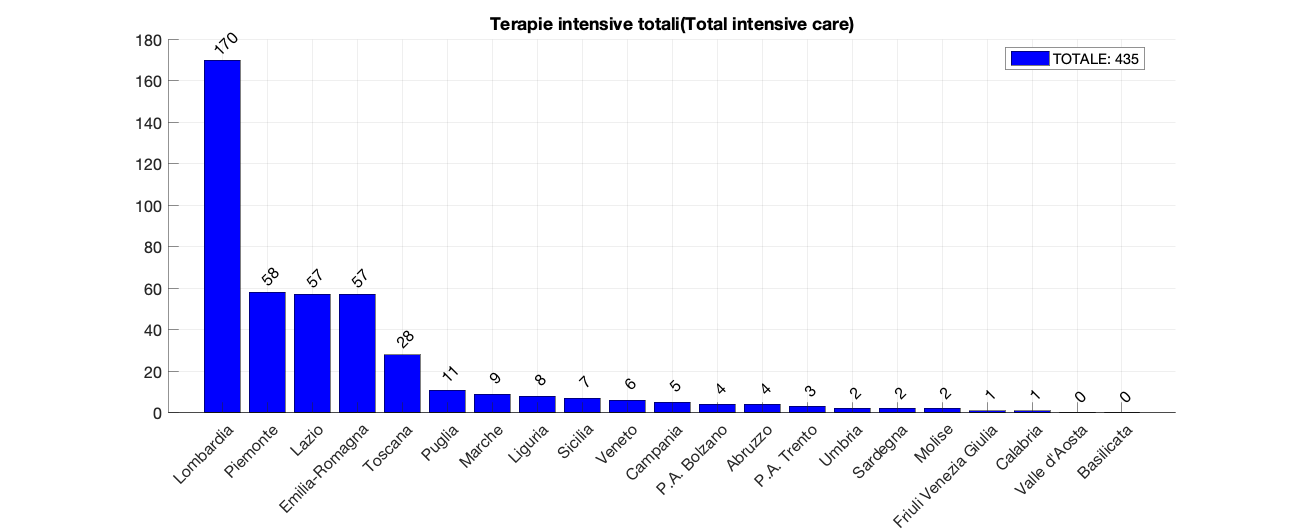 Terapie intensive totali(Total intensive care)
TOTALE: 435
180
160
140
120
100
80
60
40
20
0
170
58
57
57
28
11
9
8
7
6
5
4
4
3
2
2
2
1
1
0
0
Lombardia
Piemonte
Lazio
Emilia-Romagna
Toscana
Puglia
Marche
Liguria
Sicilia
Veneto
Campania
P.A. Bolzano
Abruzzo
P.A. Trento
Umbria
Sardegna
Molise
Friuli Venezia Giulia
Calabria
Valle d'Aosta
Basilicata